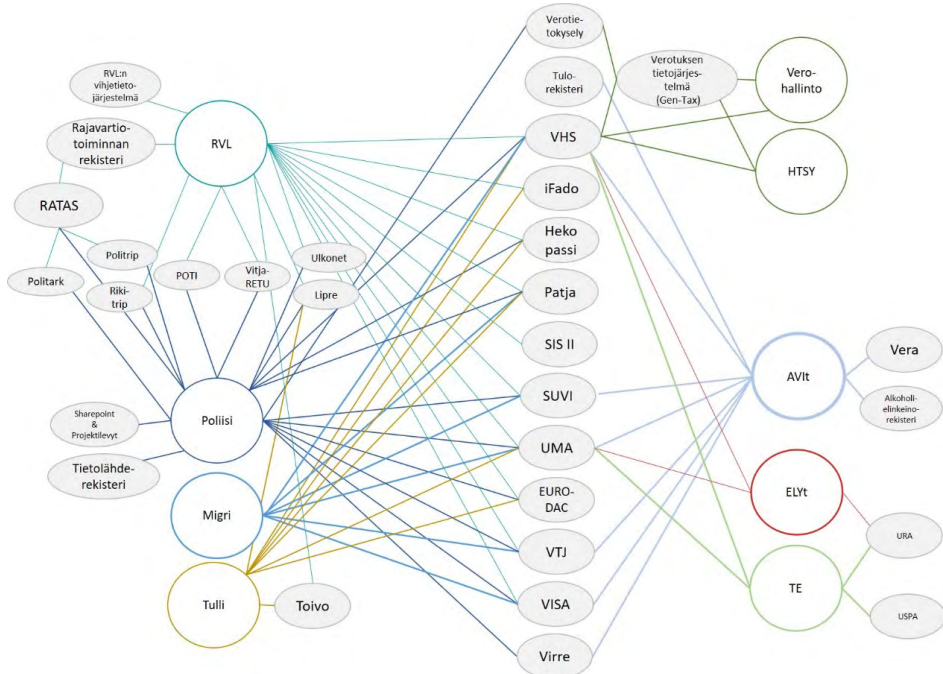 Verotie-
tokysely
Tulo-
rekisteri
Verotuksen
tietojärjes-
telmä
(Gen-Tax)
Vero-
hallinto
HTSY
RVL:n
vihjetieto-
järjestelmä
Rajavartio-
toiminnan
rekisteri
RVL
VHS
iFado
RATAS
Politrip
Politark
Riki-
trip
POTI
Vitja-
RETU
Ulkonet
Lipre
Heko
passi
Patja
SIS II
SUVI
UMA
EURO-
DAC
VTJ
VISA
Virre
Sharepoint
&
Projektilevyt
Tietolähde-
rekisteri
Poliisi
Migri
Tulli
Toivo
AVIt
Vera
Alkoholi-
elinkeino-
rekisteri
ELYt
TE
URA
USPA